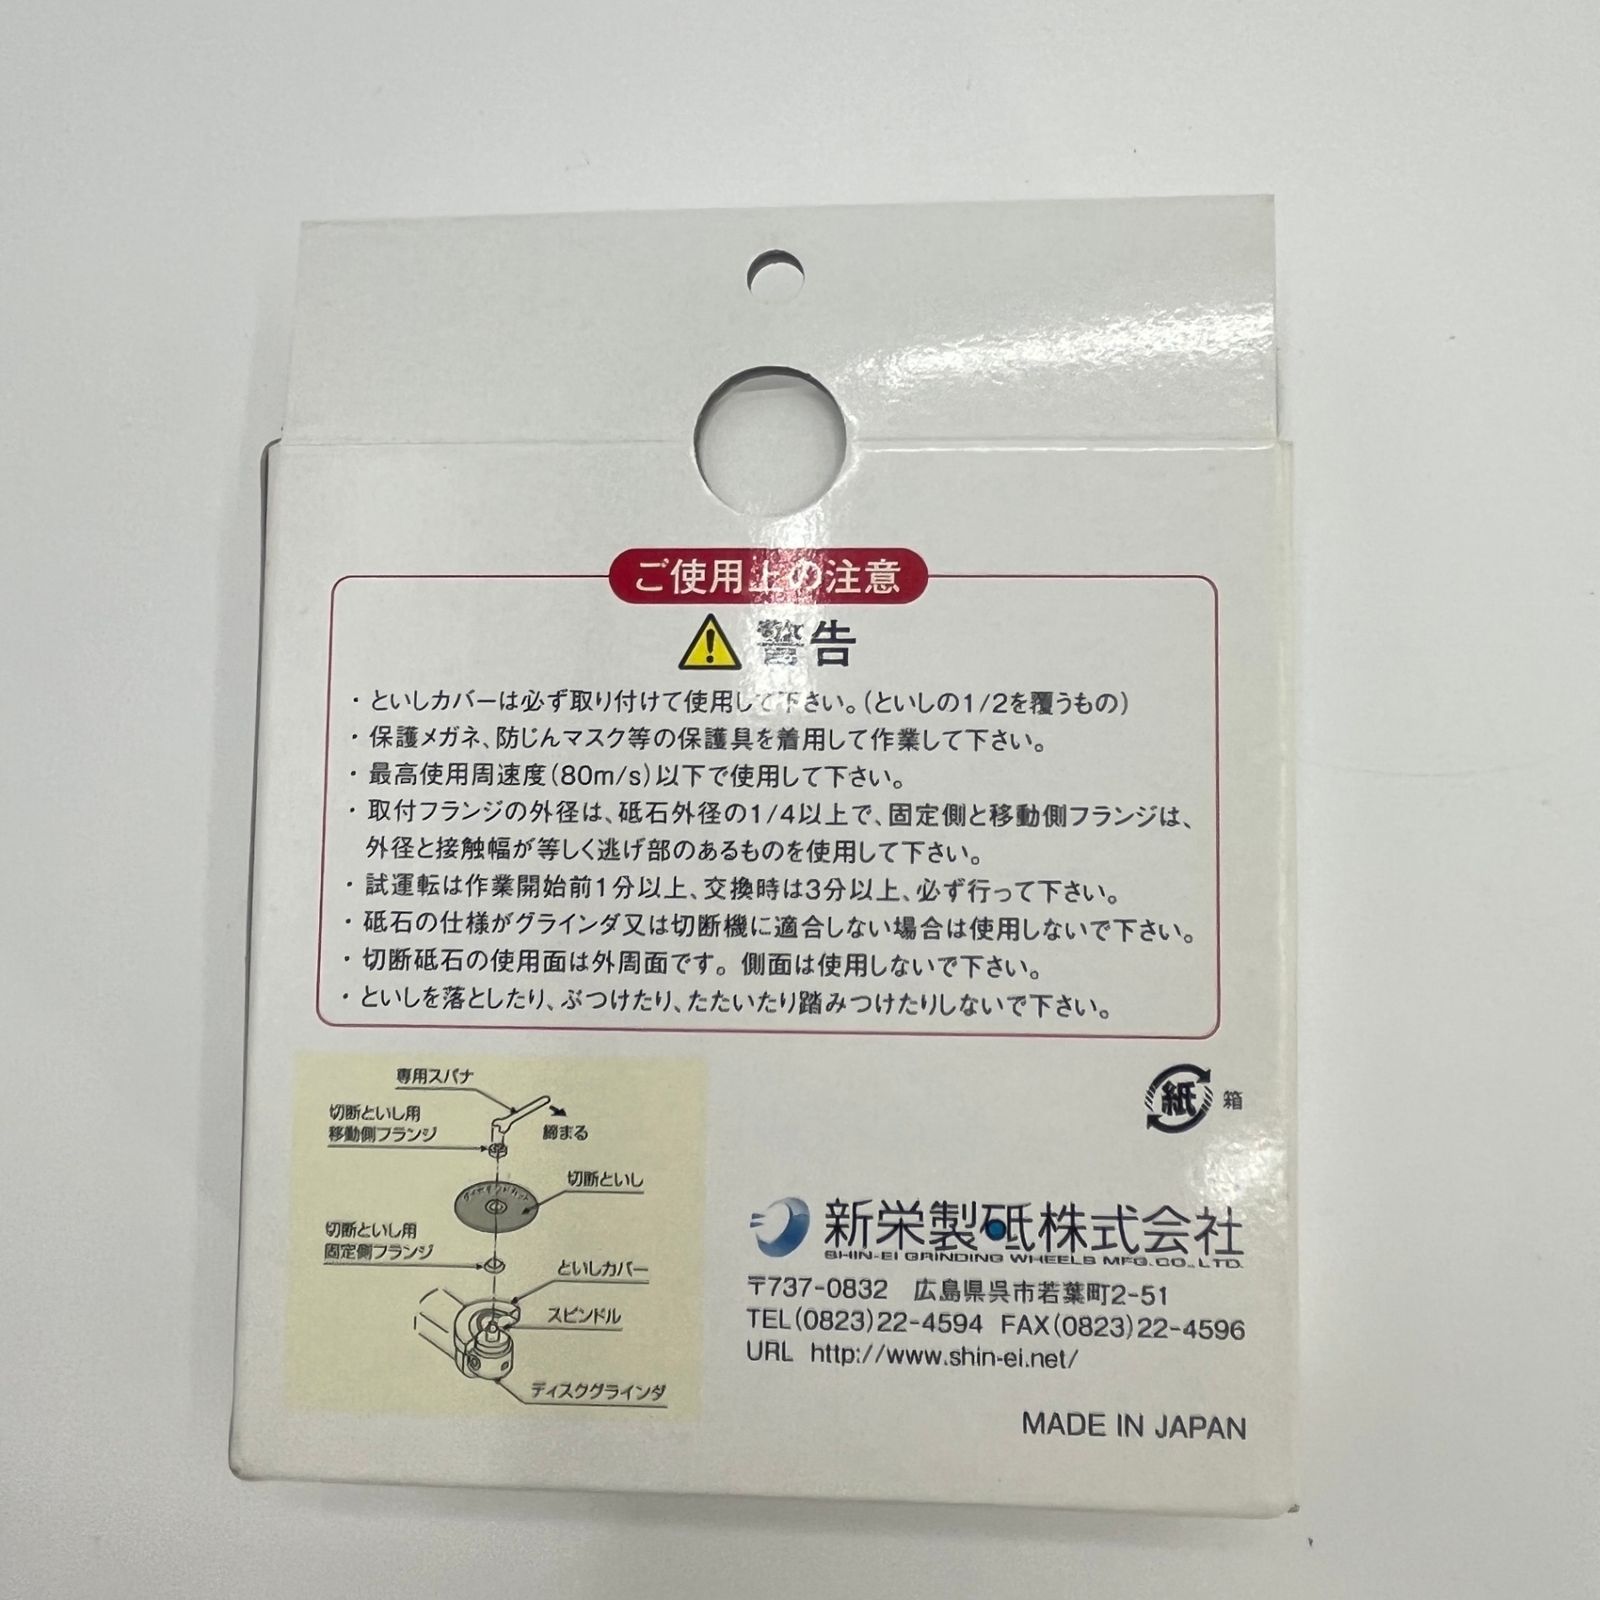 ご使用上の注意
警告
・といしカバーは必ず取り付けて使用して下さい。(といしの1/2を覆うもの)
・保護メガネ、防じんマスク等の保護具を着用して作業して下さい。
・最高使用周速度(80m/s)以下で使用して下さい。
・取付フランジの外径は、砥石外径の1/4以上で、固定側と移動側フランジは、
外径と接触幅が等しく逃げ部のあるものを使用して下さい。
・試運転は作業開始前1分以上、交換時は3分以上、必ず行って下さい。
・砥石の仕様がグラインダ又は切断機に適合しない場合は使用しないで下さい。
・切断砥石の使用面は外周面です。側面は使用しないで下さい。
・といしを落としたり、ぶつけたり、たたいたり踏みつけたりしないで下さい。
専用スパナ
切断といし用
移動側フランジ
締まる
切断といし
ダイヤモンドカット
切断といし用
固定側フランジ
といしカバー
スピンドル
ディスクグラインダ
紙 箱
新栄製砥株式会社
SHIN-EI GRINDING WHEELS MFG.CO.,LTD.
〒737-0832 広島県呉市若葉町2-51
TEL(0823)22-4594 FAX(0823)22-4596
URL http://www.shin-ei.net/
MADE IN JAPAN